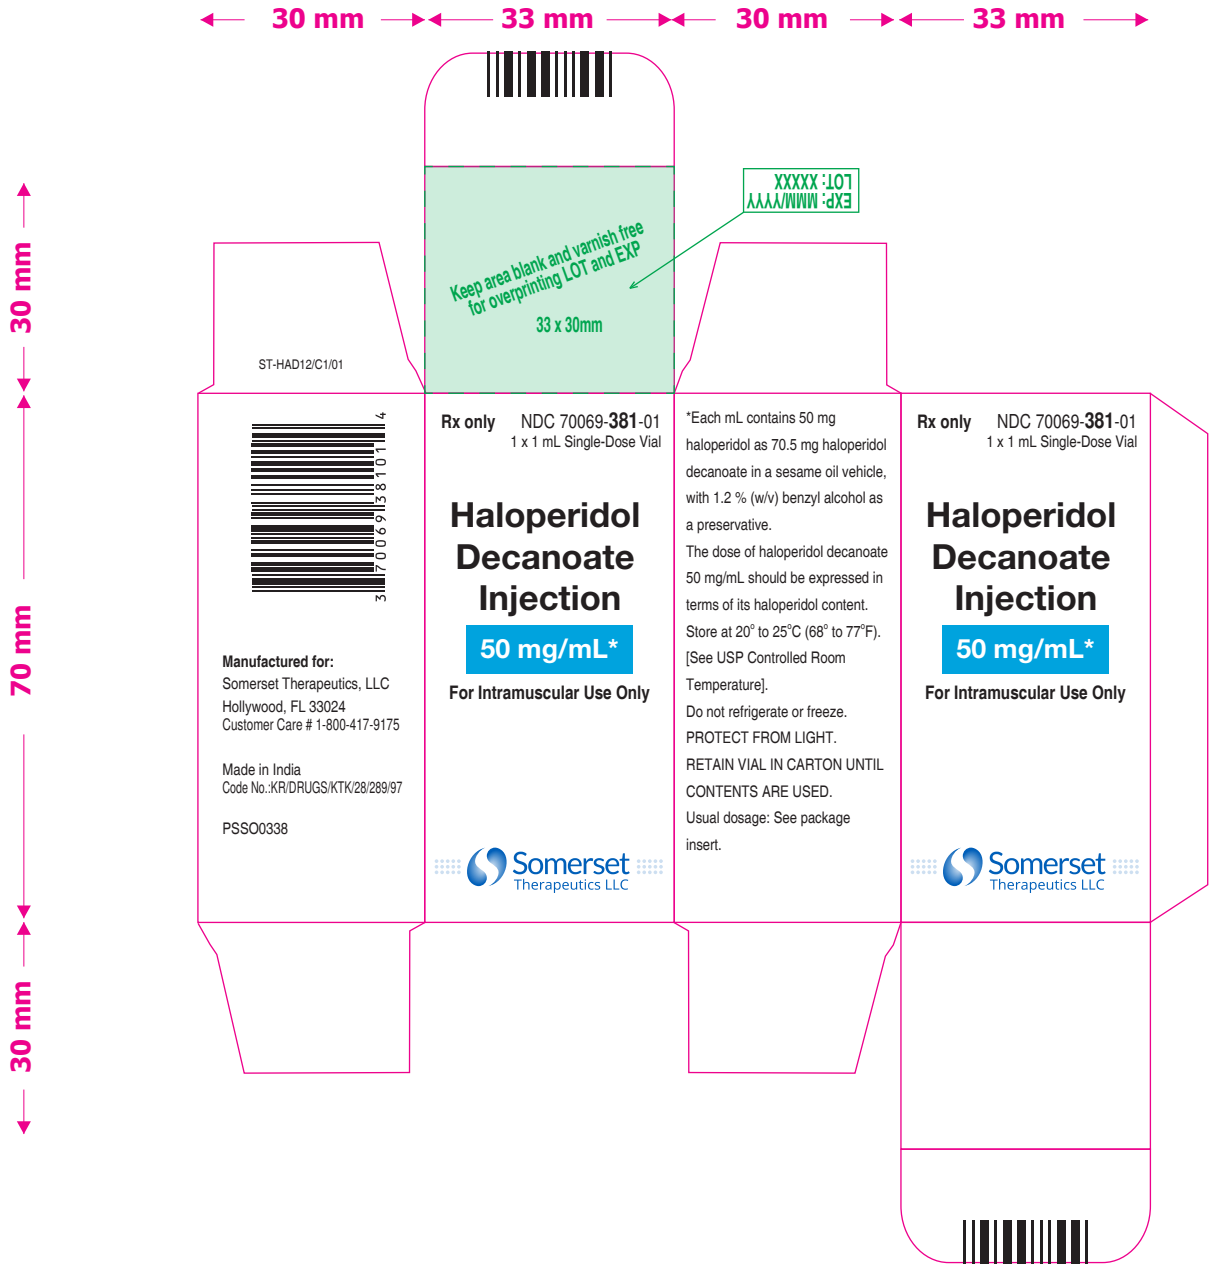 30 mm
33 mm
30 mm
33 mm
30 mm
70 mm
30 mm
EXP: MMM/YYYY
LOT: XXXXX
Keep area blank and varnish free
for overprinting LOT and EXP
33 x 30mm
ST-HAD12/C1/01
3 70069 38101 4
Manufactured for:
Somerset Therapeutics, LLC
Hollywood, FL 33024
Customer Care # 1-800-417-9175
Made in India
Code No.:KR/DRUGS/KTK/28/289/97
PSSO0338
Rx only NDC 70069-381-01
1 x 1 mL Single-Dose Vial
Haloperidol
Decanoate
Injection
50 mg/mL*
For Intramuscular Use Only
Somerset
Therapeutics LLC
*Each mL contains 50 mg
haloperidol as 70.5 mg haloperidol
decanoate in a sesame oil vehicle,
with 1.2 % (w/v) benzyl alcohol as
a preservative.
The dose of haloperidol decanoate
50 mg/mL should be expressed in
terms of its haloperidol content.
Store at 20° to 25°C (68° to 77°F).
[See USP Controlled Room
Temperature].
Do not refrigerate or freeze.
PROTECT FROM LIGHT.
RETAIN VIAL IN CARTON UNTIL
CONTENTS ARE USED.
Usual dosage: See package
insert.
Rx only NDC 70069-381-01
1 x 1 mL Single-Dose Vial
Haloperidol
Decanoate
Injection
50 mg/mL*
For Intramuscular Use Only
Somerset
Therapeutics LLC